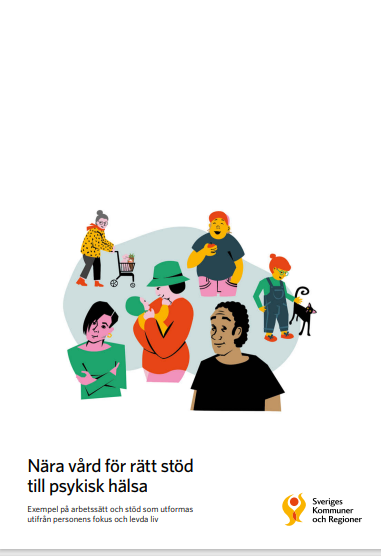 Nära vård för rätt stöd
till psykisk hälsa
Exempel på arbetssätt och stöd som utformas
utifrån personens fokus och levda liv
Sveriges
Kommuner
och Regioner